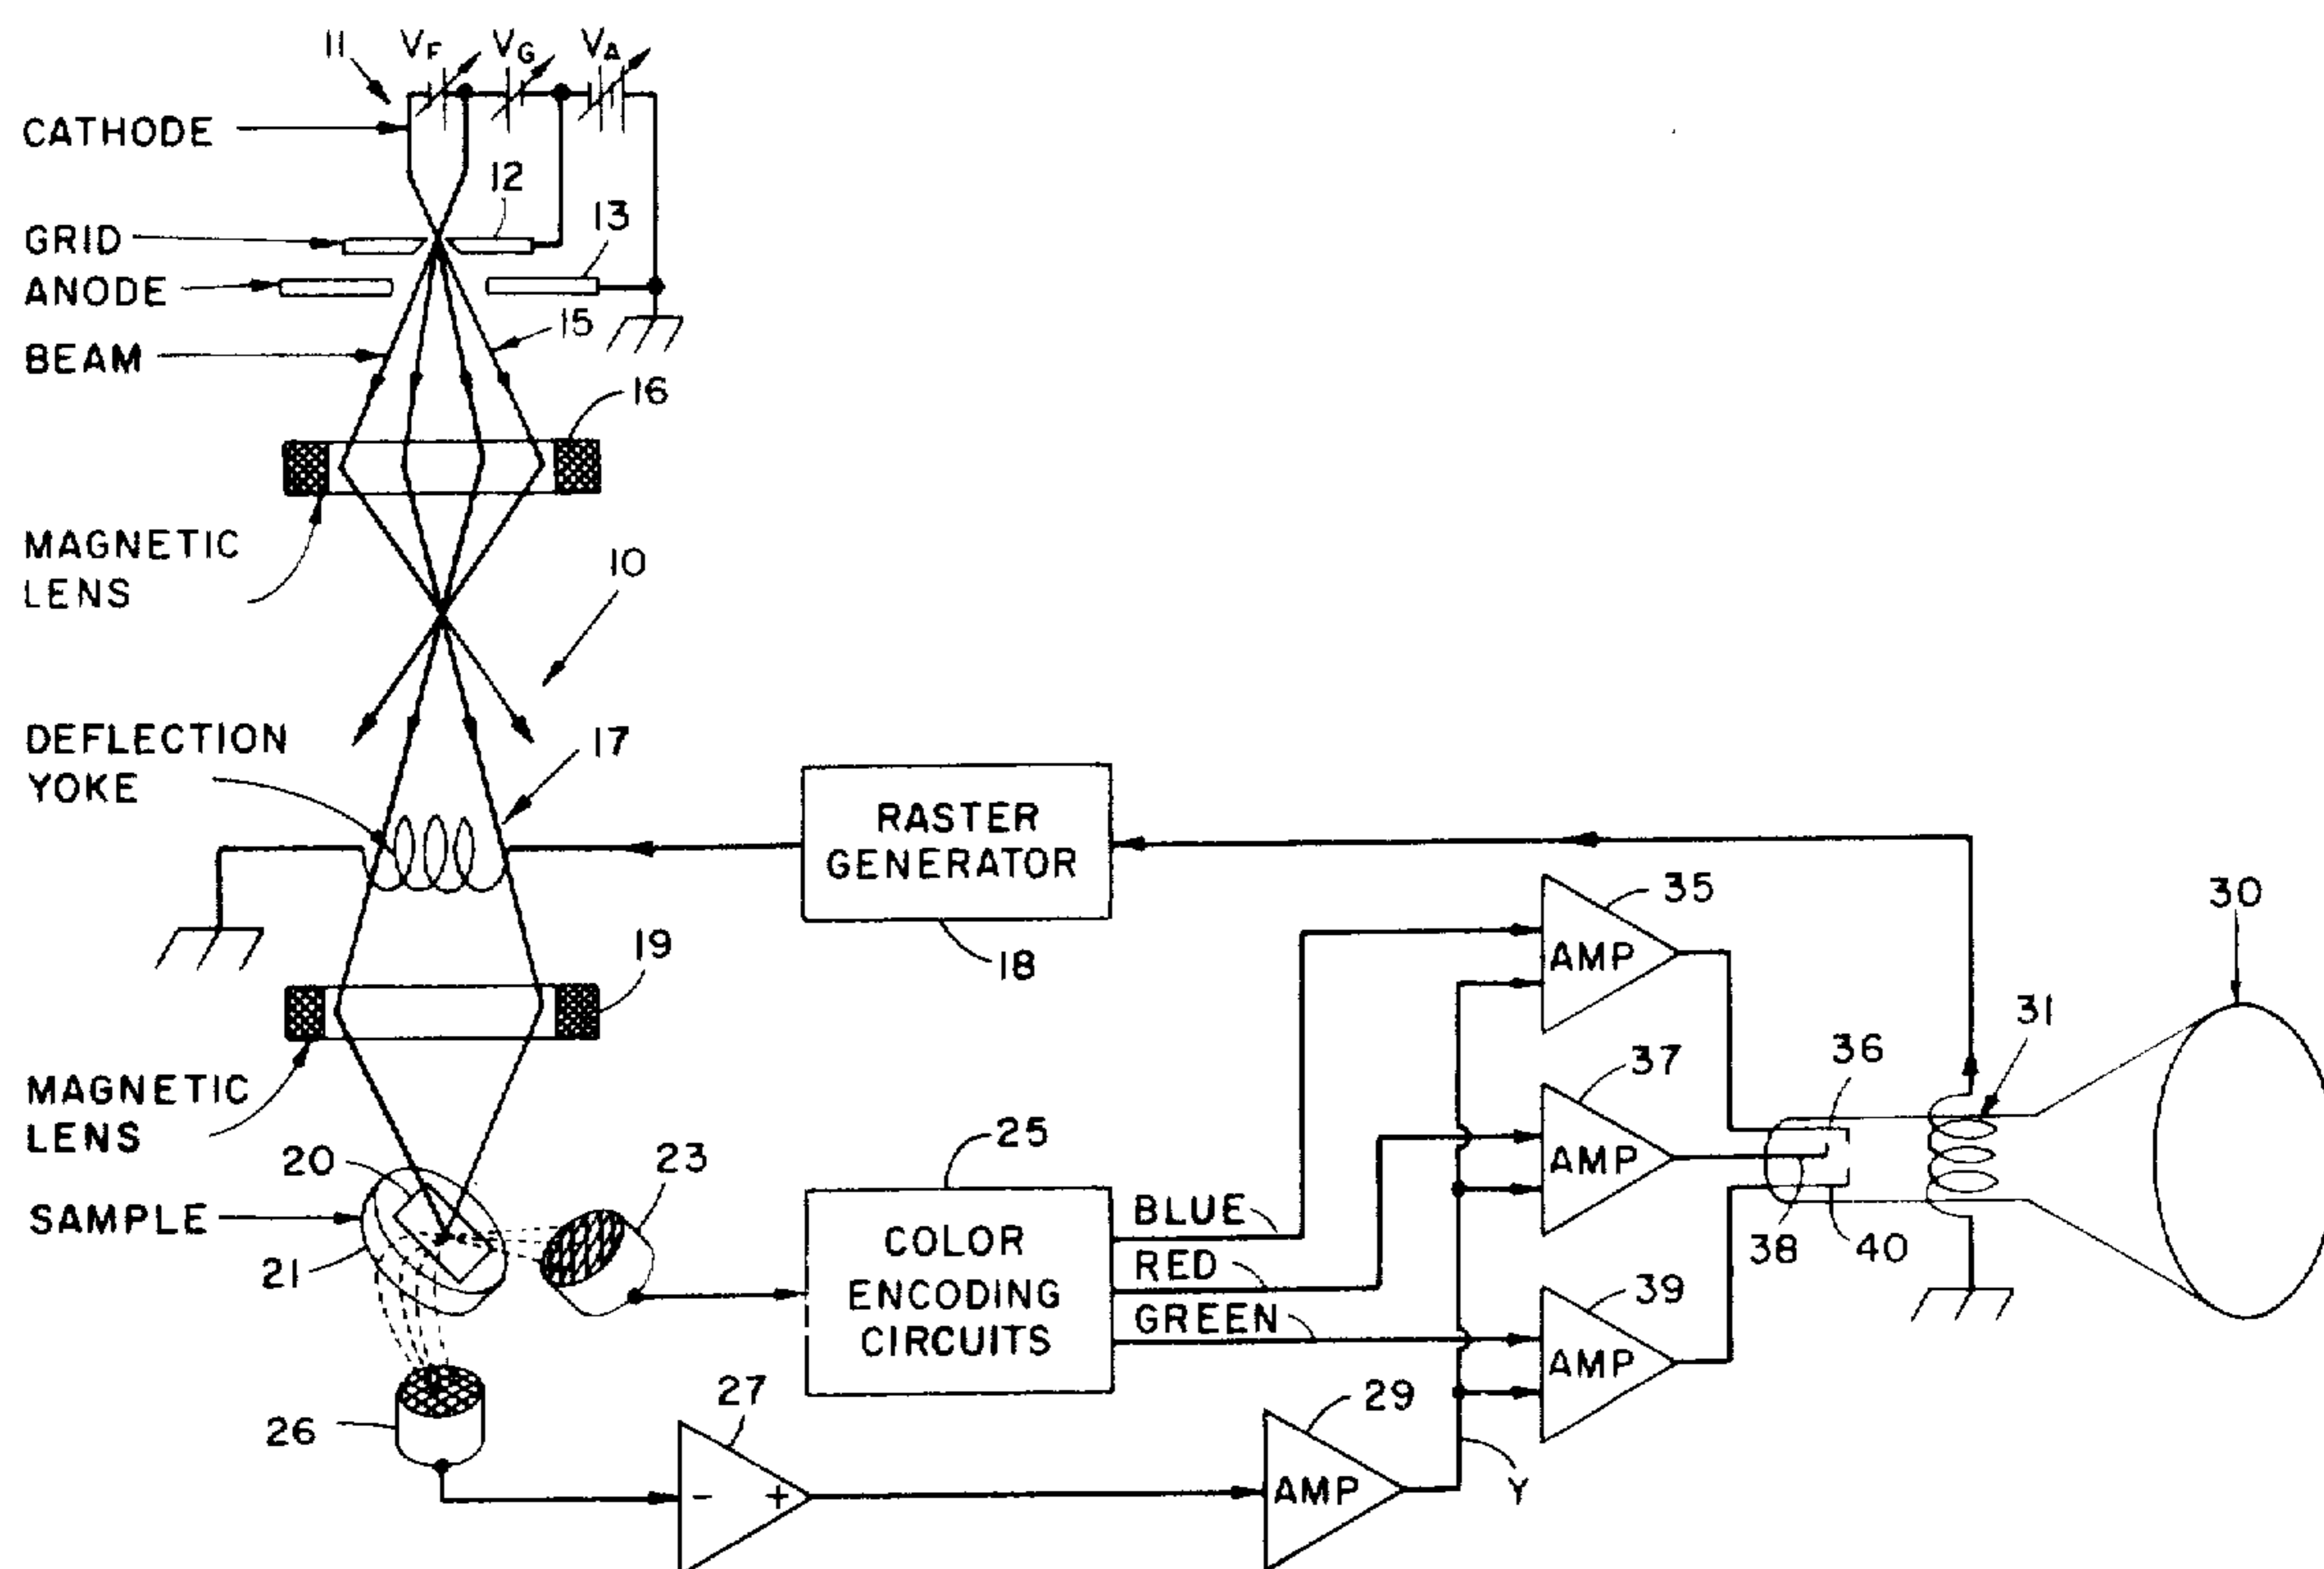 11
VF
VG
VA
CATHODE
12
13
GRID
ANODE
15
BEAM
16
MAGNETIC
LENS
10
DEFLECTION
YOKE
17
RASTER
GENERATOR
18
35
AMP
30
19
31
MAGNETIC
LENS
37
AMP
36
20
23
25
SAMPLE
21
COLOR
ENCODING
CIRCUITS
BLUE
RED
GREEN
38
40
39
AMP
26
27
- +
29
AMP
Y